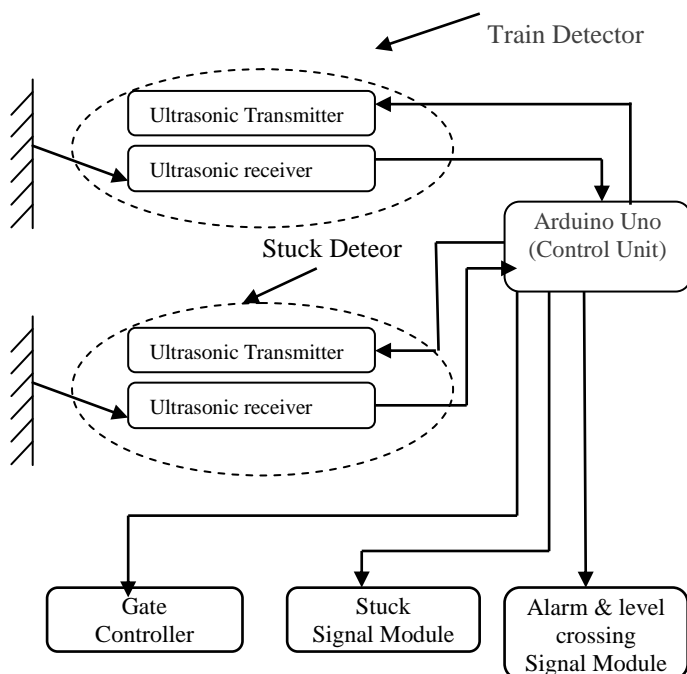 Train Detector
Ultrasonic Transmitter
Ultrasonic receiver
Arduino Uno
(Control Unit)
Stuck Deteor
Ultrasonic Transmitter
Ultrasonic receiver
Gate
Controller
Stuck
Signal Module
Alarm & level
crossing
Signal Module